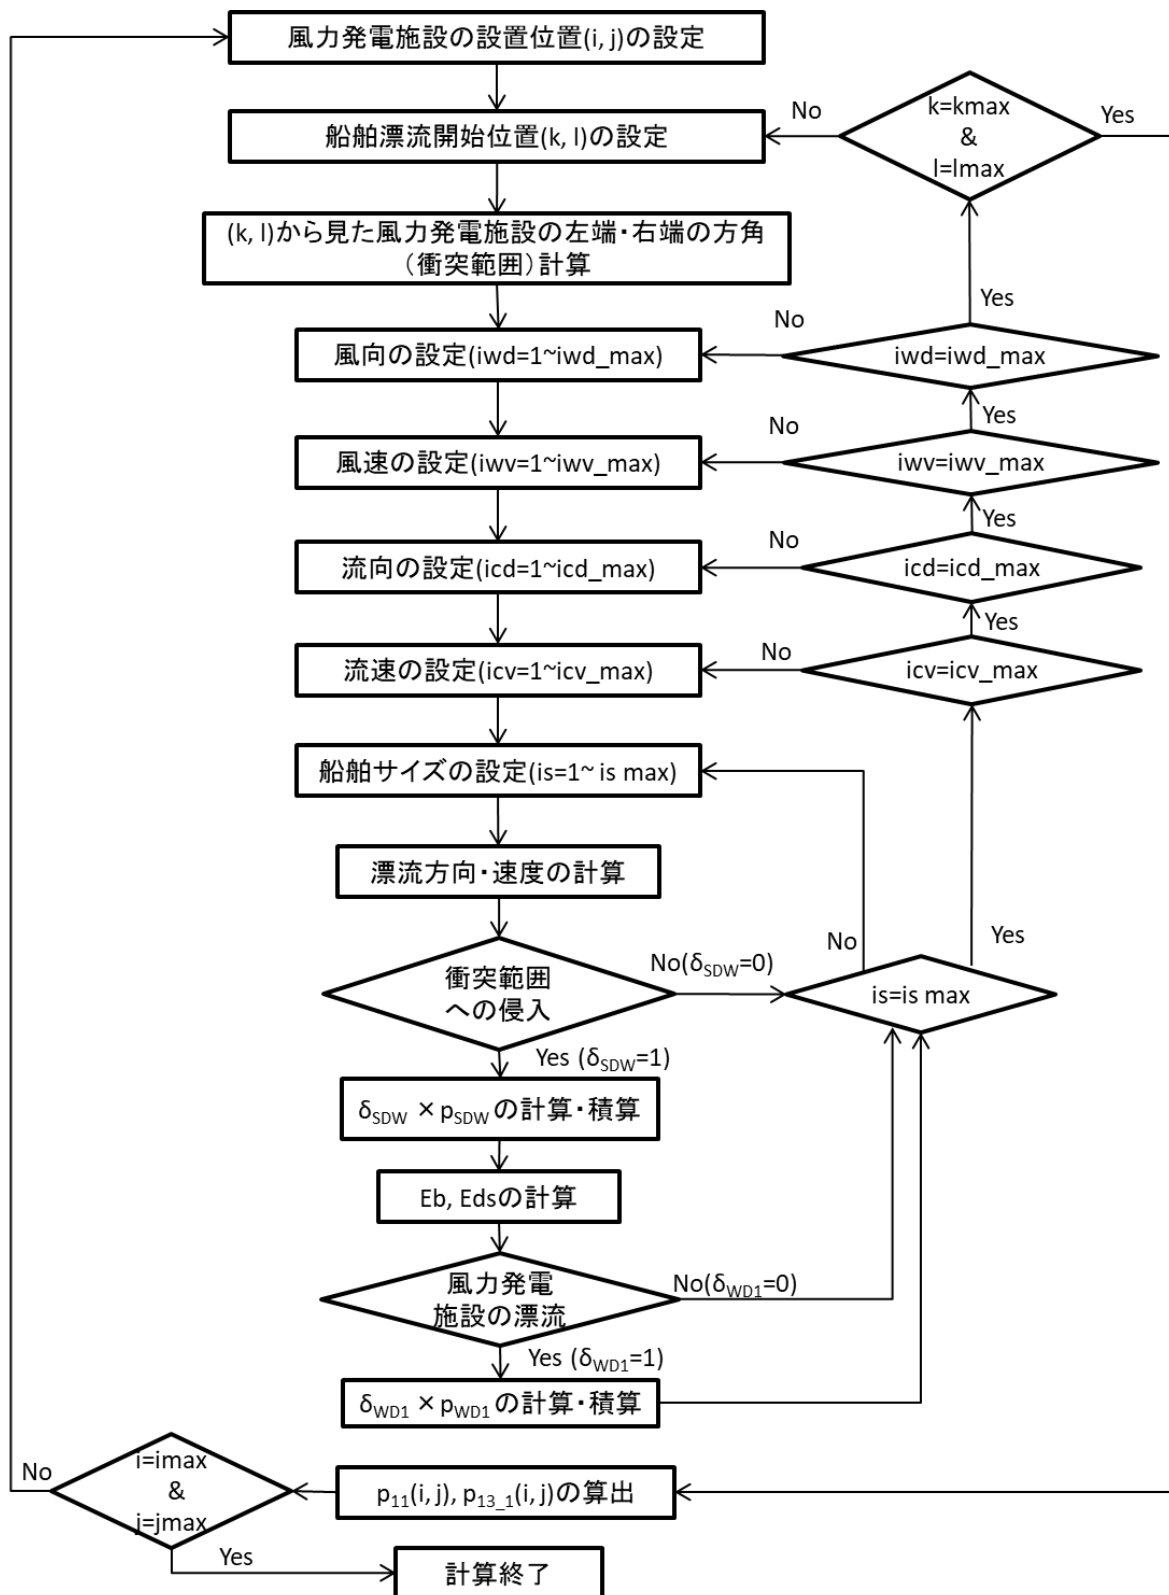 風力発電施設の設置位置(i, j)の設定
船舶漂流開始位置(k, l)の設定
No
k=kmax
&
l=lmax
Yes
(k, l)から見た風力発電施設の左端・右端の方角
（衝突範囲）計算
Yes
風向の設定(iwd=1~iwd_max)
No
iwd=iwd_max
Yes
風速の設定(iwv=1~iwv_max)
No
iwv=iwv_max
Yes
流向の設定(icd=1~icd_max)
No
icd=icd_max
Yes
流速の設定(icv=1~icv_max)
No
icv=icv_max
船舶サイズの設定(is=1~ is max)
漂流方向・速度の計算
No
Yes
衝突範囲
への侵入
No(δSDW=0)
is=is max
Yes (δSDW=1)
δSDW × pSDW の計算・積算
Eb, Edsの計算
風力発電
施設の漂流
No(δWD1=0)
Yes (δWD1=1)
δWD1 × pWD1 の計算・積算
No
i=imax
&
j=jmax
p11(i, j), p13_1(i, j)の算出
Yes
計算終了